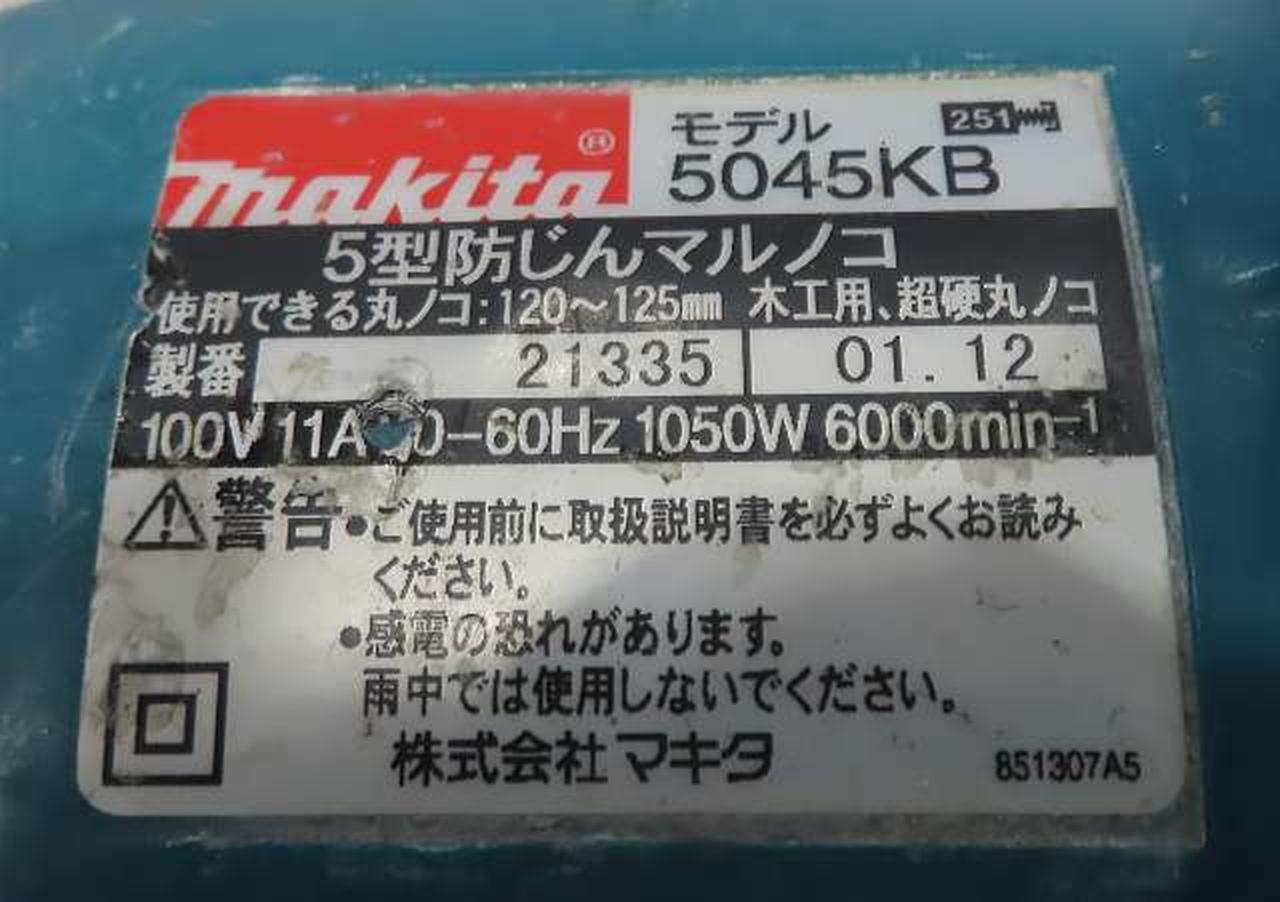 makita®
モデル 251
5045KB
5型防じんマルノコ
使用できる丸ノコ:120～125mm 木工用、超硬丸ノコ
製番 21335 01.12
100V 11A 0-60Hz 1050W 6000min⁻¹
警告 •ご使用前に取扱説明書を必ずよくお読み
ください。
•感電の恐れがあります。
雨中では使用しないでください。
株式会社マキタ
851307A5